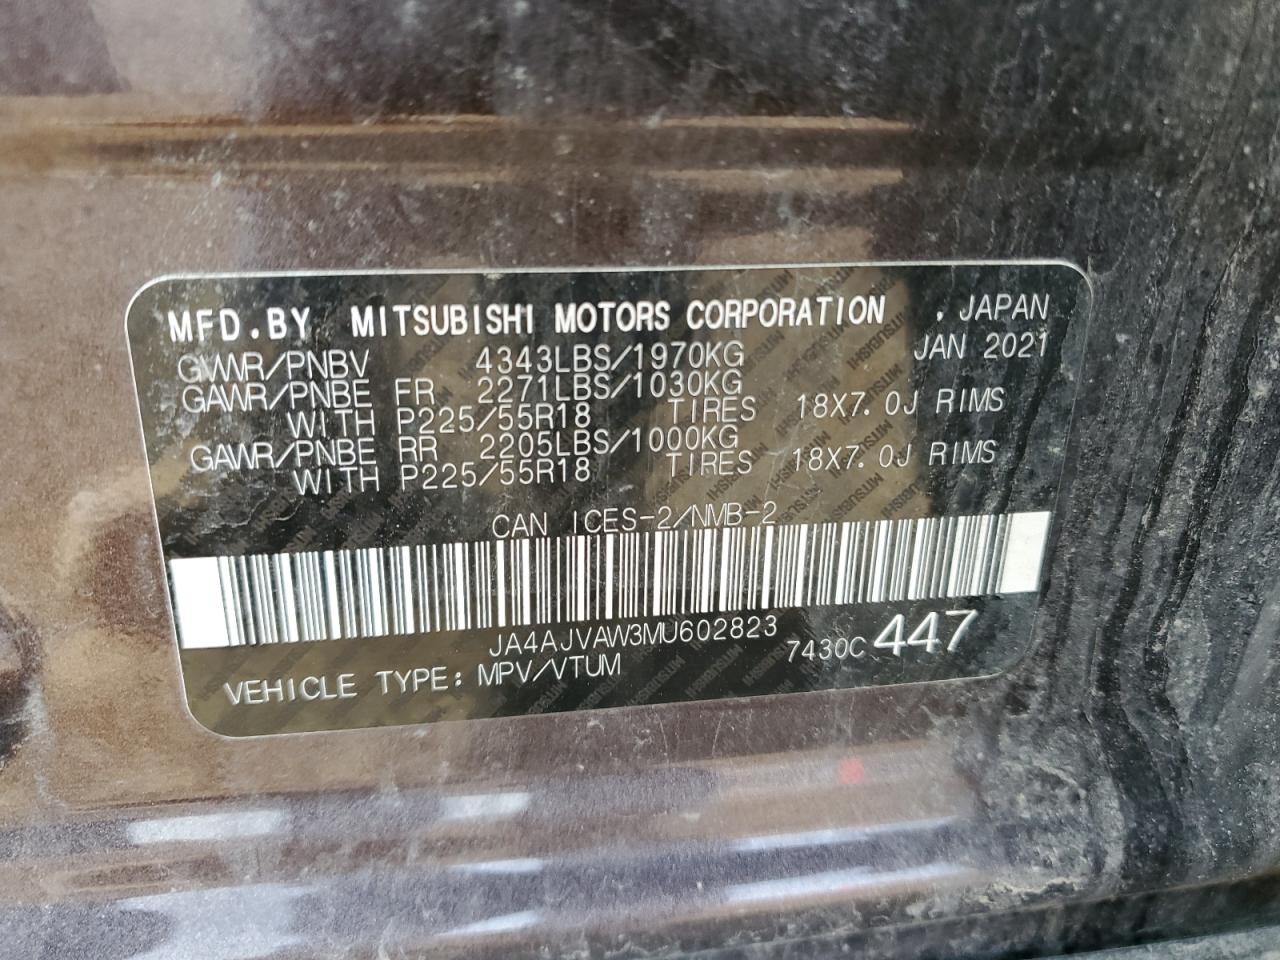 MFD.BY MITSUBISHI MOTORS CORPORATION , JAPAN
GVWR/PNBV 4343LBS/1970KG JAN 2021
GAWR/PNBE FR 2271LBS/1030KG
WITH P225/55R18 TIRES 18X7.0J RIMS
GAWR/PNBE RR 2205LBS/1000KG
WITH P225/55R18 TIRES 18X7.0J RIMS
CAN ICES-2/NMB-2
JA4AJVAW3MU602823 7430C 447
VEHICLE TYPE: MPV/VTUM